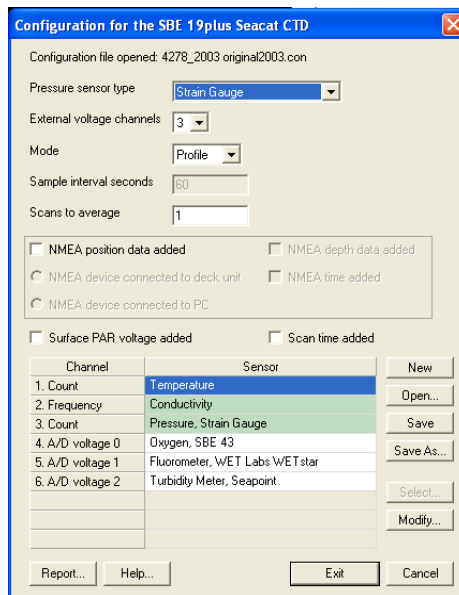 Configuration for the SBE 19plus Seacat CTD
Configuration file opened: 4278_2003 original2003.con
Pressure sensor type Strain Gauge
External voltage channels 3
Mode Profile
Sample interval seconds 60
Scans to average 1
NMEA position data added NMEA depth data added
NMEA device connected to deck unit NMEA time added
NMEA device connected to PC
Surface PAR voltage added Scan time added
Channel Sensor New
1. Count Temperature
Open...
2. Frequency Conductivity
3. Count Pressure, Strain Gauge Save
4. A/D voltage 0 Oxygen, SBE 43
Save As...
5. A/D voltage 1 Fluorometer, WET Labs WETstar
6. A/D voltage 2 Turbidity Meter, Seapoint
Select...
Modify...
Report... Help... Exit Cancel